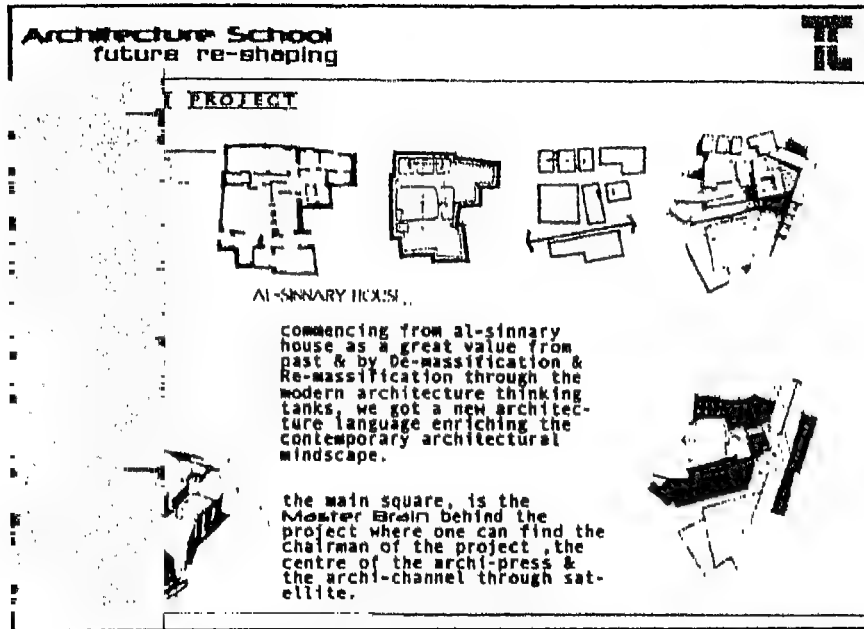 Architecture School
future re-shaping
PROJECT
AL-SINNARY HOUSE
commencing from al-sinnary
house as a great value from
past & by De-massification &
Re-massification through the
modern architecture thinking
tanks, we got a new architec-
ture language enriching the
contemporary architectural
mindscape.
the main square, is the
Master Brain behind the
project where one can find the
chairman of the project ,the
centre of the archi-press &
the archi-channel through sat-
ellite.